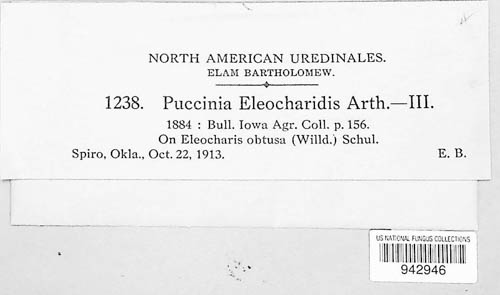 NORTH AMERICAN UREDINALES.
ELAM BARTHOLOMEW.
1238. Puccinia Eleocharidis Arth.—III.
1884 : Bull. Iowa Agr. Coll. p. 156.
On Eleocharis obtusa (Willd.) Schul.
Spiro, Okla., Oct. 22, 1913. E. B.
US NATIONAL FUNGUS COLLECTIONS
942946